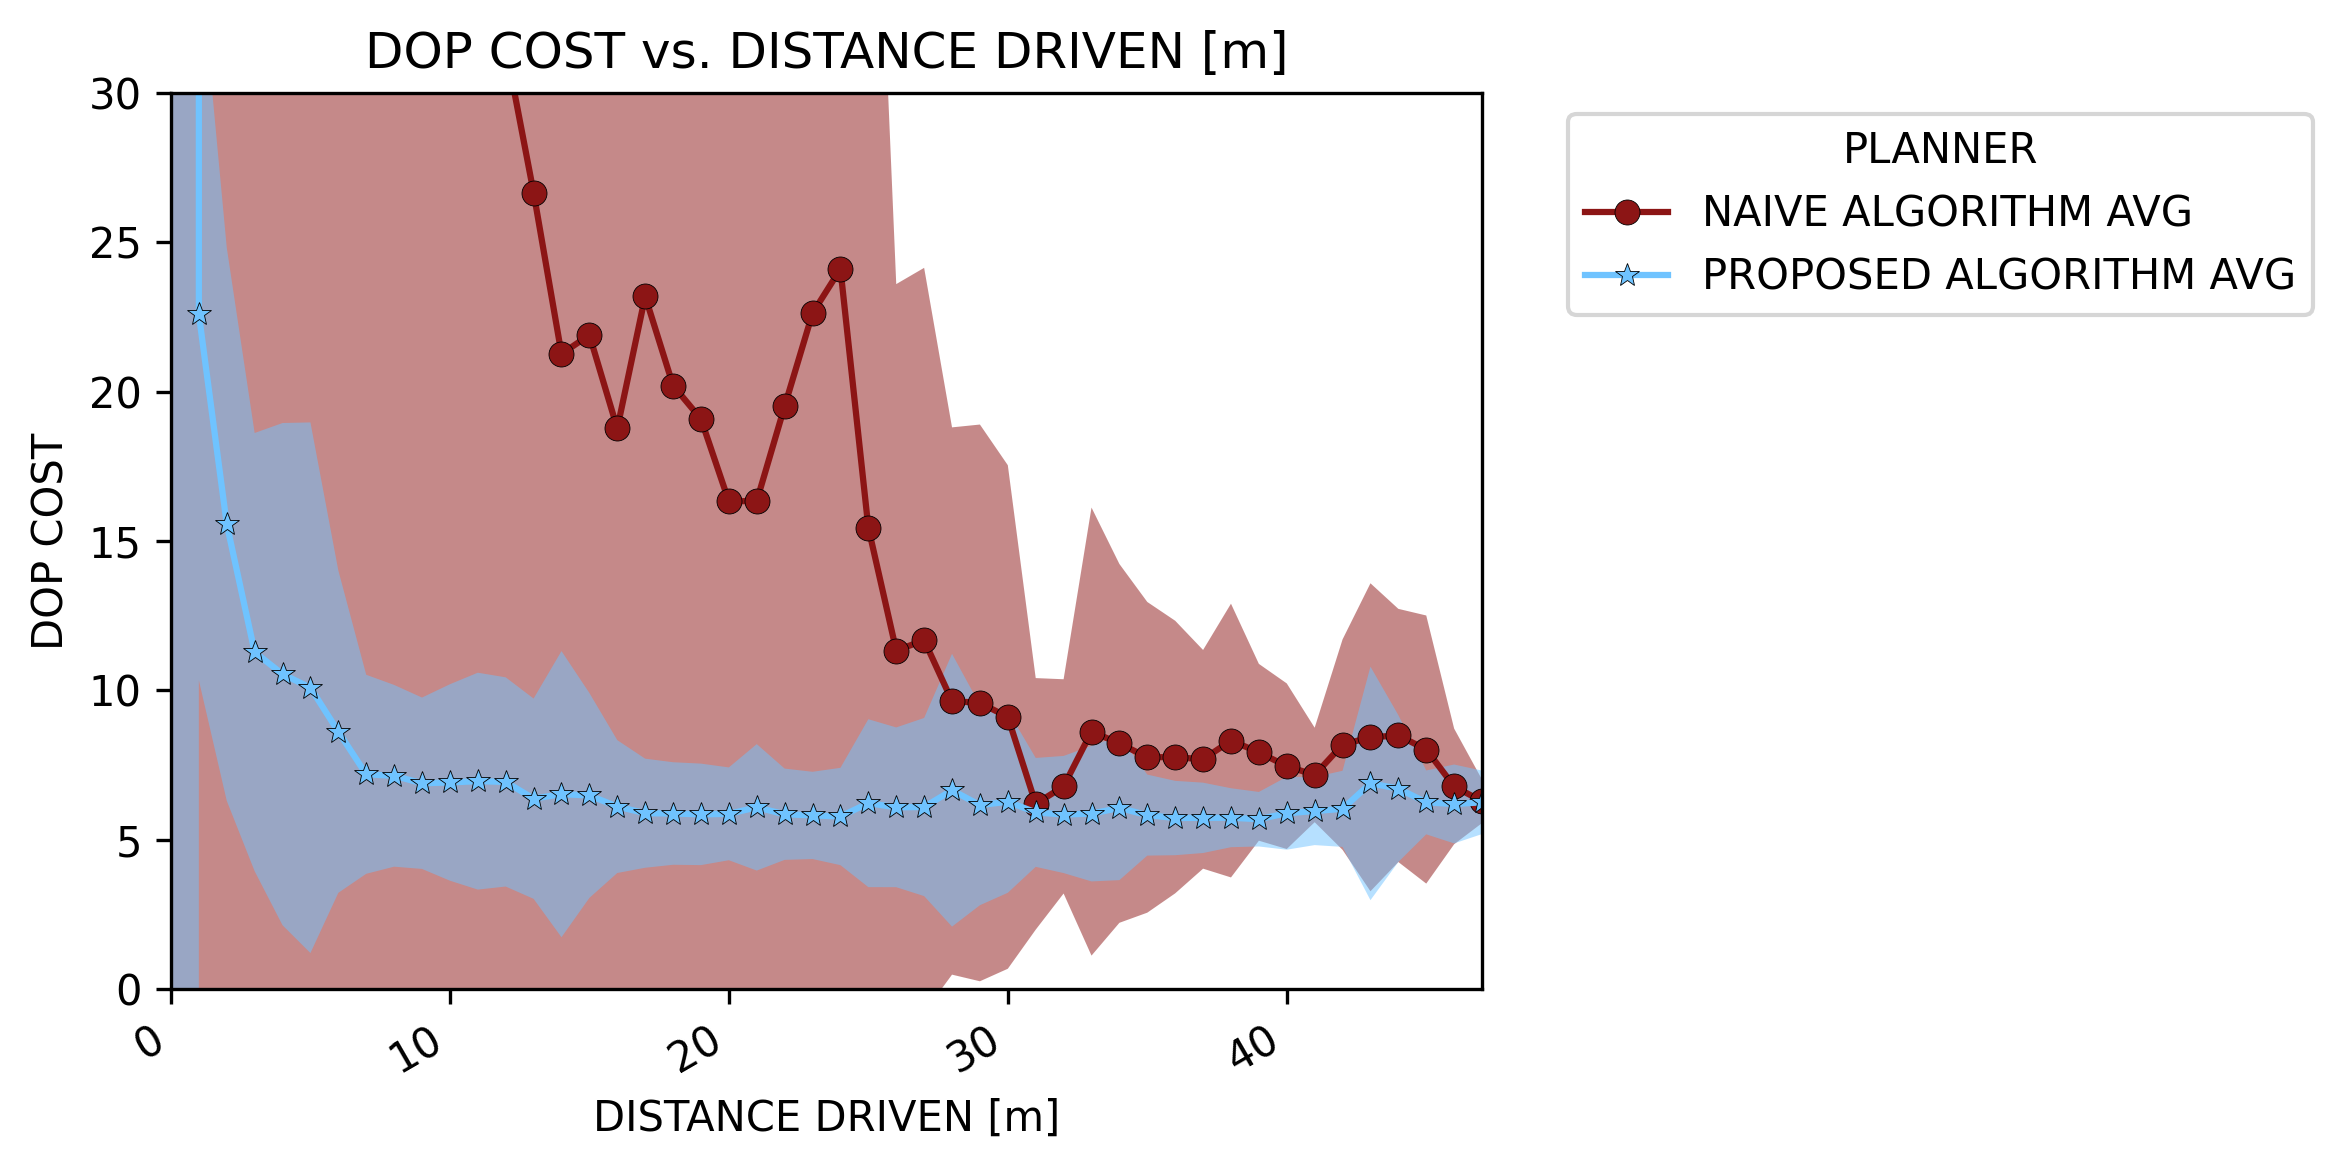 DOP COST vs. DISTANCE DRIVEN [m]
30
25
20
15
10
5
0
DOP COST
0
10
20
30
40
DISTANCE DRIVEN [m]
PLANNER
NAIVE ALGORITHM AVG
PROPOSED ALGORITHM AVG